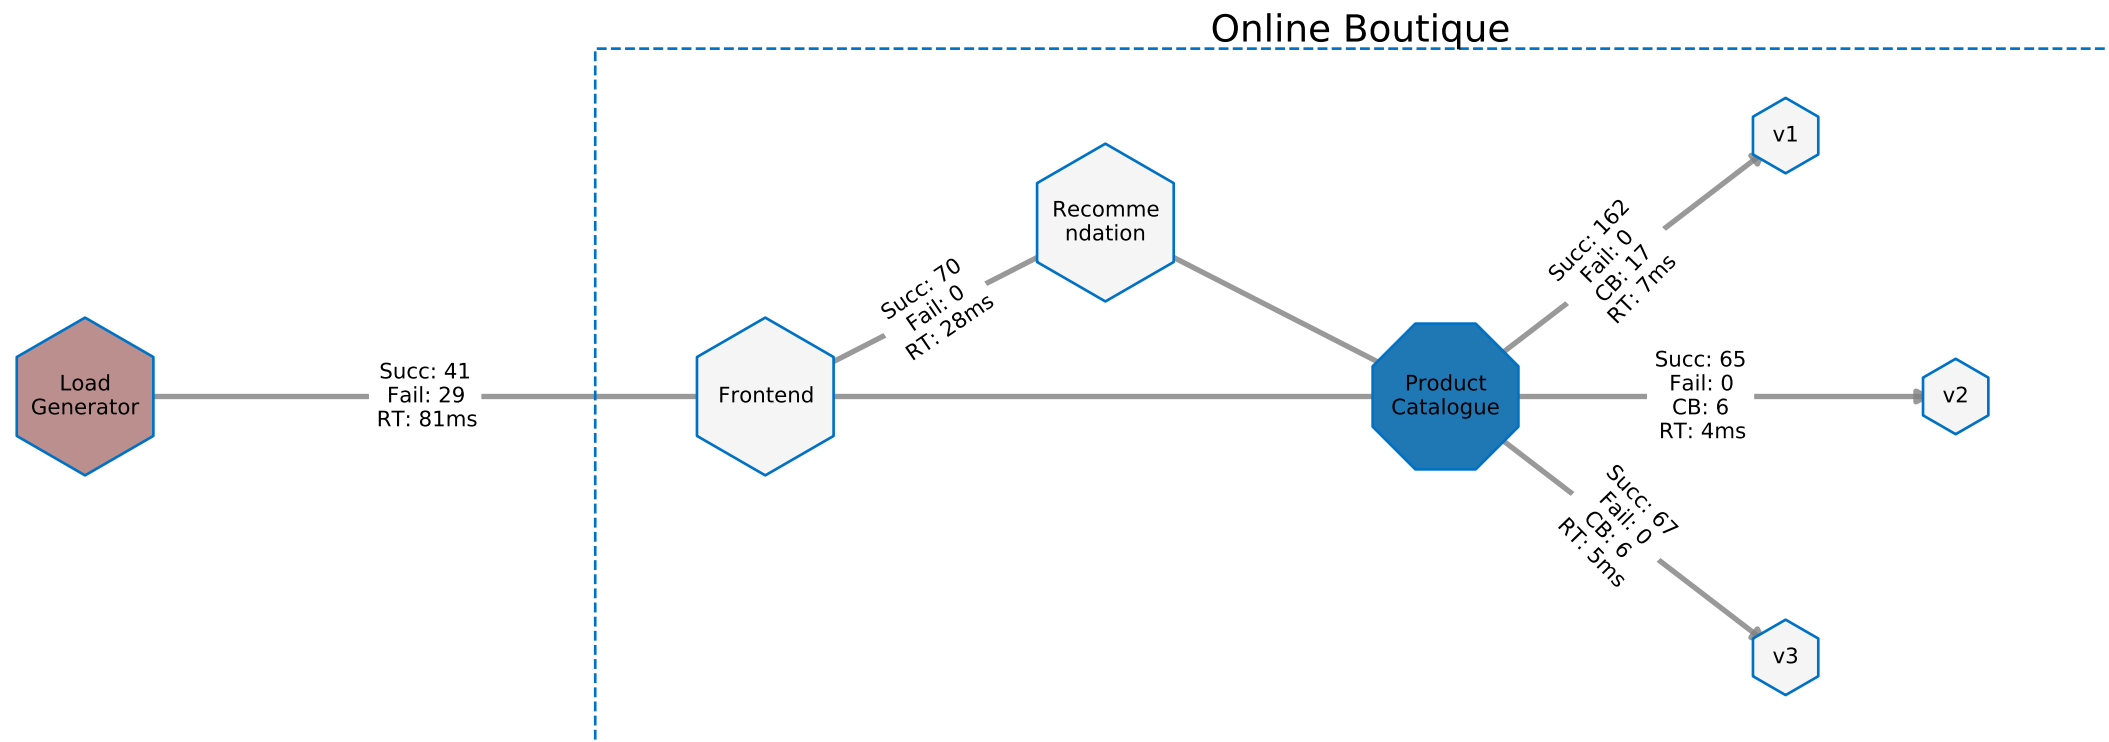 Online Boutique
Load
Generator
Succ: 41
Fail: 29
RT: 81ms
Frontend
Succ: 70
Fail: 0
RT: 28ms
Recomme
ndation
Product
Catalogue
Succ: 162
Fail: 0
CB: 17
RT: 7ms
v1
Succ: 65
Fail: 0
CB: 6
RT: 4ms
v2
Succ: 67
Fail: 0
CB: 6
RT: 5ms
v3